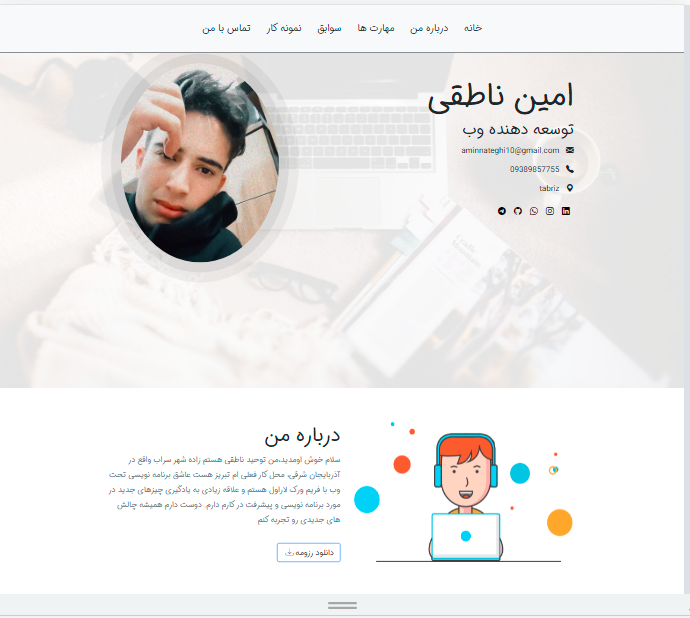 خانه درباره من مهارت ها سوابق نمونه کار تماس با من
امین ناطقی
توسعه دهنده وب
aminnateghi10@gmail.com
09389857755
tabriz
درباره من
سلام خوش اومدید،من توحید ناطقی هستم زاده شهر سراب واقع در
آذربایجان شرقی، محل کار فعلی ام تبریز هست عاشق برنامه نویسی تحت
وب با فریم ورک لاراول هستم و علاقه زیادی به یادگیری چیزهای جدید در
مورد برنامه نویسی و پیشرفت در کارم دارم. دوست دارم همیشه چالش
های جدیدی رو تجربه کنم
دانلود رزومه